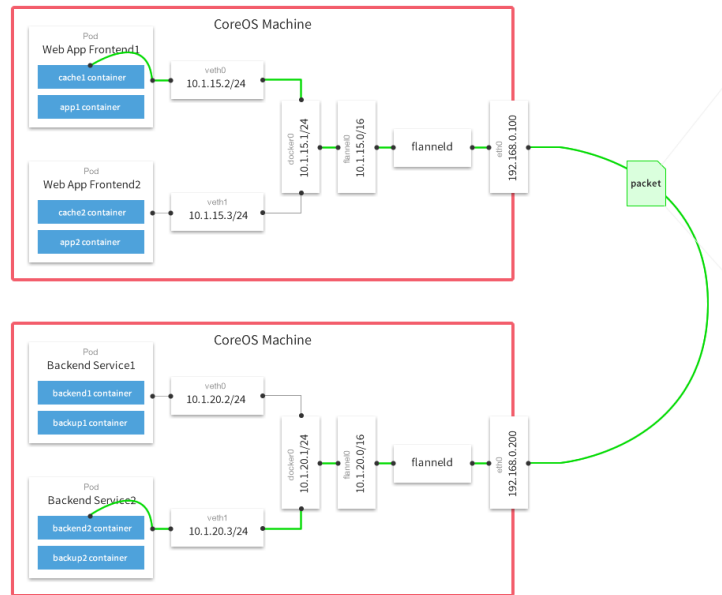 CoreOS Machine
Pod
Web App Frontend1
cache1 container
app1 container
veth0
10.1.15.2/24
docker0
10.1.15.1/24
flannel0
10.1.15.0/16
flanneld
eth0
192.168.0.100
packet
Pod
Web App Frontend2
cache2 container
app2 container
veth1
10.1.15.3/24
CoreOS Machine
Pod
Backend Service1
backend1 container
backup1 container
veth0
10.1.20.2/24
docker0
10.1.20.1/24
flannel0
10.1.20.0/16
flanneld
eth0
192.168.0.200
Pod
Backend Service2
backend2 container
backup2 container
veth1
10.1.20.3/24